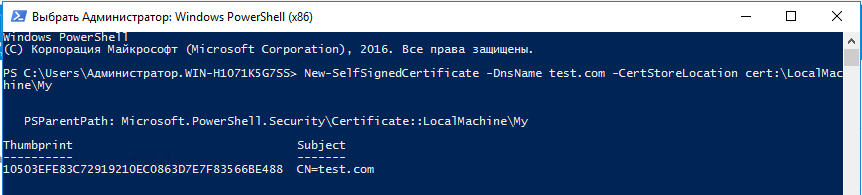 Выбрать Администратор: Windows PowerShell (x86)
Windows PowerShell
(C) Корпорация Майкрософт (Microsoft Corporation), 2016. Все права защищены.
PS C:\Users\Администратор.WIN-H1071K5G7SS> New-SelfSignedCertificate -DnsName test.com -CertStoreLocation cert:\LocalMac
hine\My
PSParentPath: Microsoft.PowerShell.Security\Certificate::LocalMachine\My
Thumbprint Subject
---------- -------
10503EFE83C72919210EC0863D7E7F83566BE488 CN=test.com